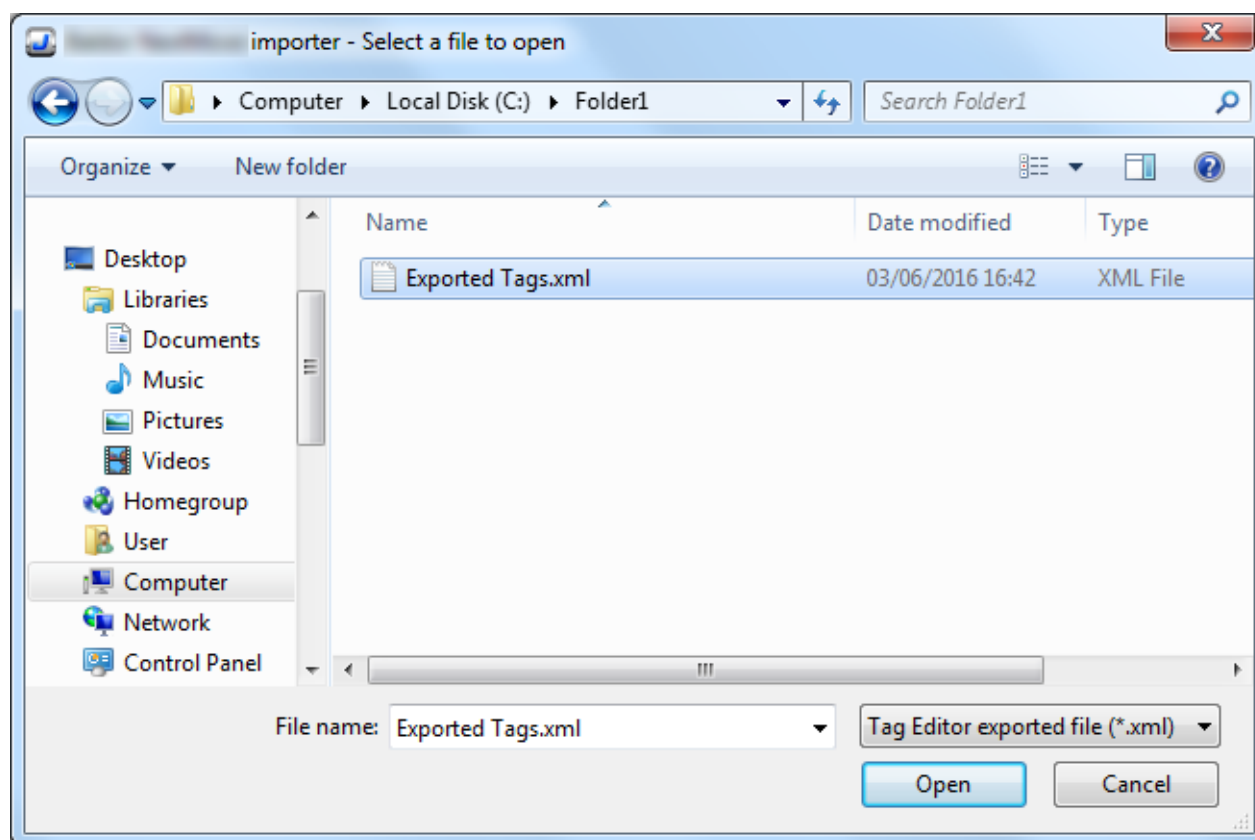 importer - Select a file to open
Computer Local Disk (C:) Folder1 Search Folder1
Organize New folder
Name Date modified Type
Desktop
Exported Tags.xml 03/06/2016 16:42 XML File
Libraries
Documents
Music
Pictures
Videos
Homegroup
User
Computer
Network
Control Panel
File name: Exported Tags.xml Tag Editor exported file (*.xml)
Open Cancel